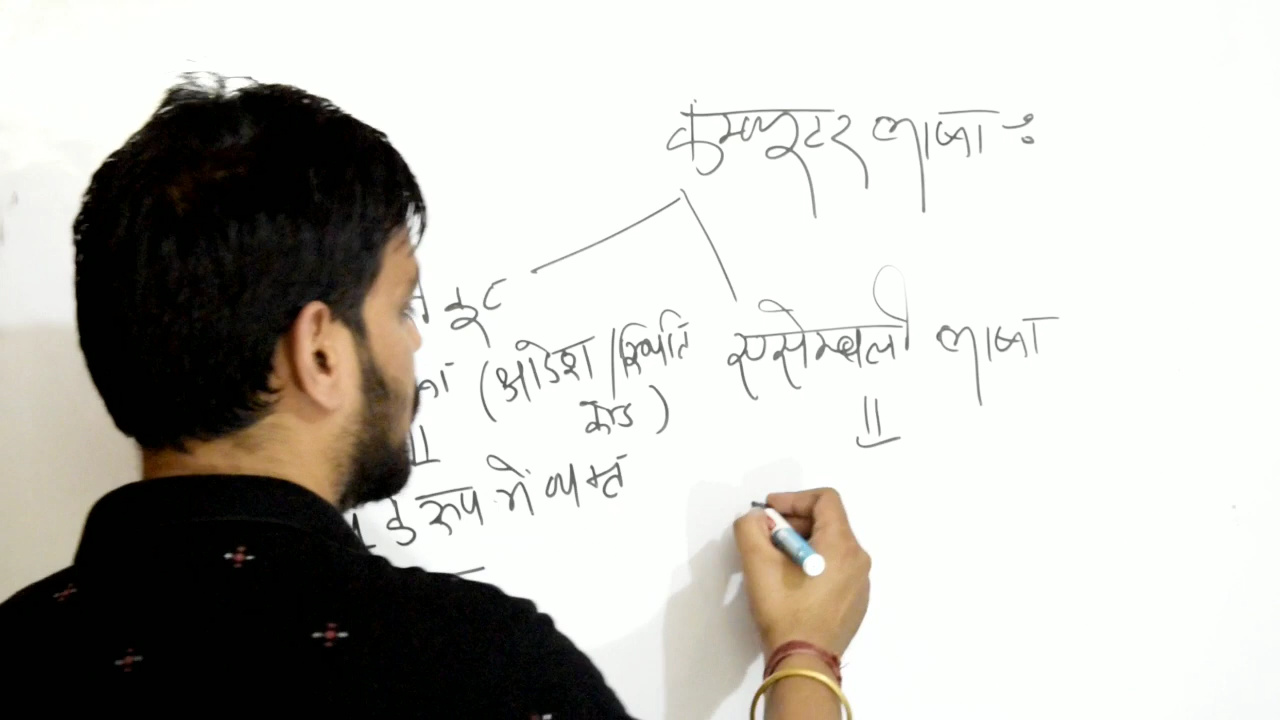 कम्प्यूटर भाषा :
कूट
(आदेश / स्थिति
कोड )
एसेम्बली भाषा
के रूप में व्यक्त